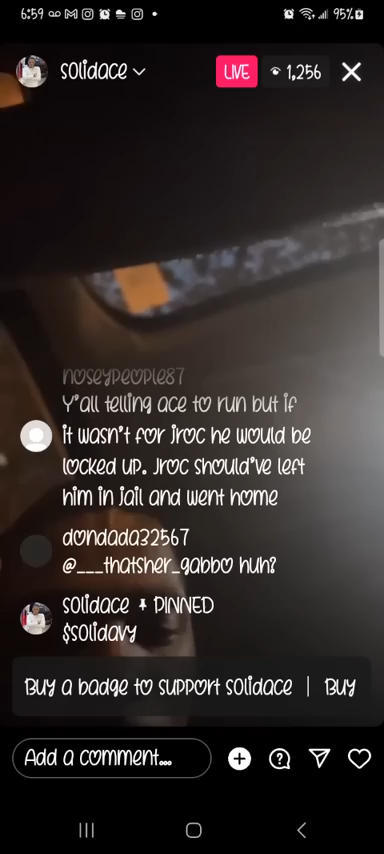 6:59 95%
solidace LIVE 1,256
noseypeople87
Y'all telling ace to run but if
it wasn't for jroc he would be
locked up. Jroc should've left
him in jail and went home
dondada32567
@___thatsher_gabbo huh?
solidace PINNED
$solidavy
Buy a badge to support solidace | Buy
Add a comment...